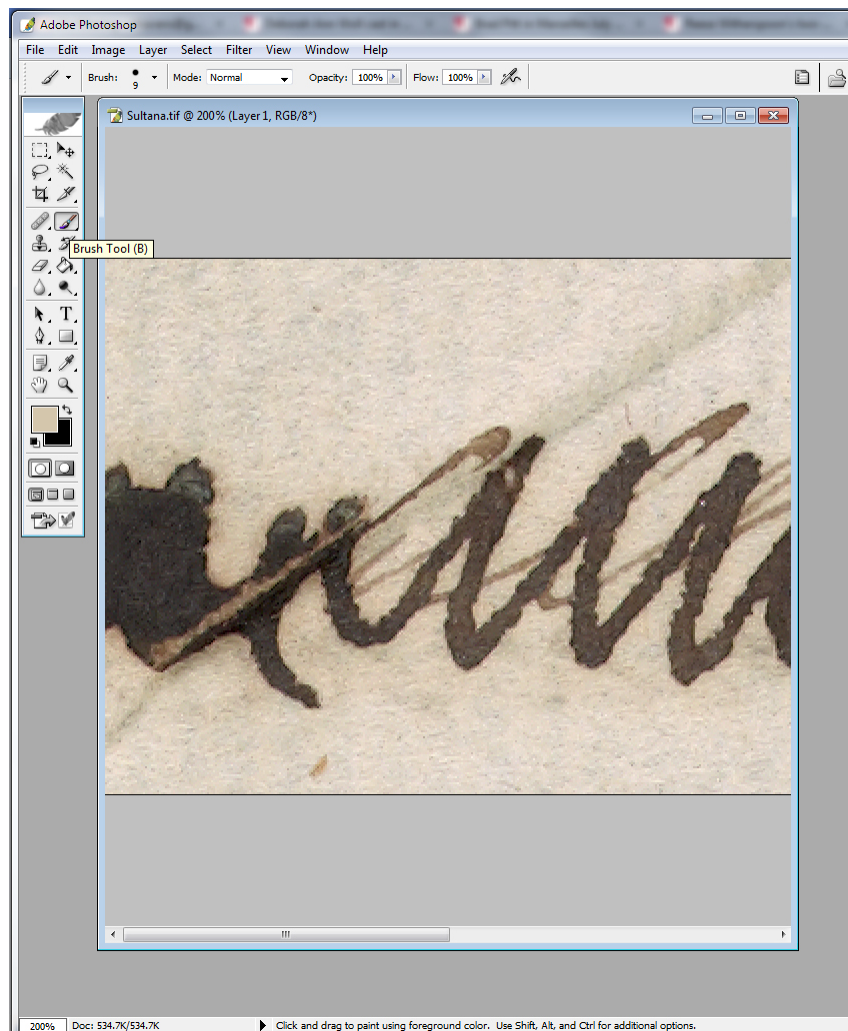 Adobe Photoshop
File Edit Image Layer Select Filter View Window Help
Brush: 9 Mode: Normal Opacity: 100% Flow: 100%
Sultana.tif @ 200% (Layer 1, RGB/8*)
Brush Tool (B)
T
200% Doc: 534.7K/534.7K Click and drag to paint using foreground color. Use Shift, Alt, and Ctrl for additional options.